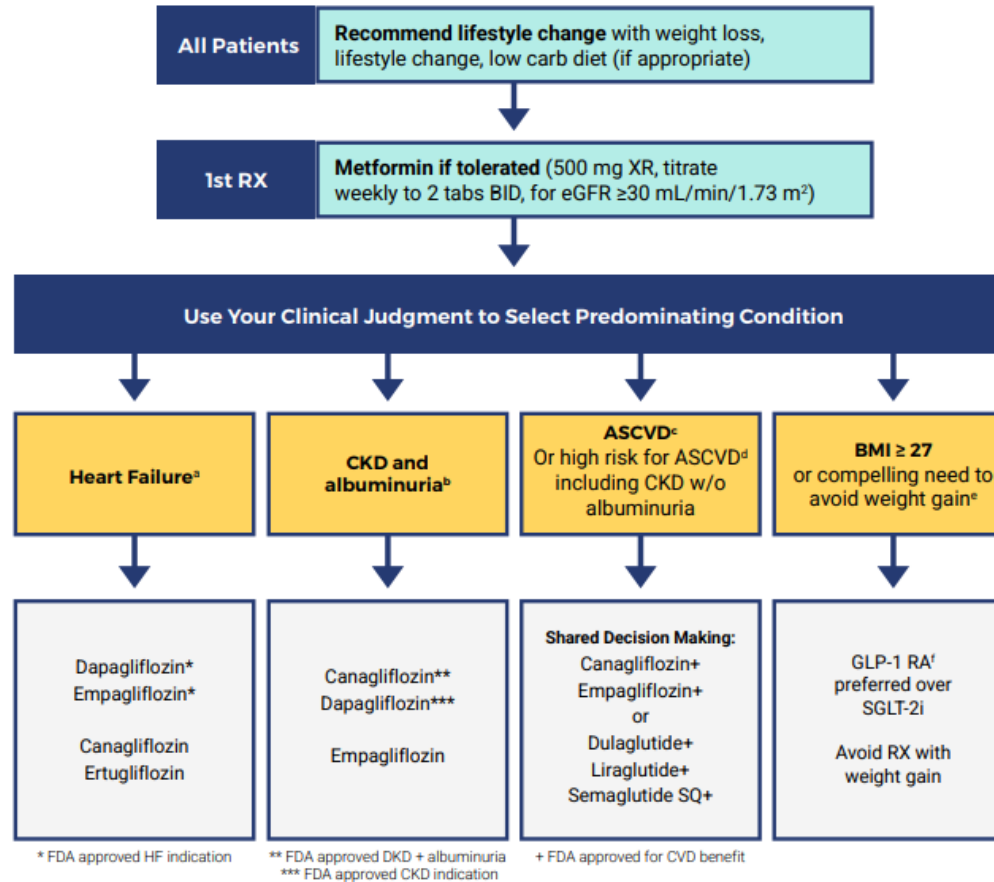 All Patients
Recommend lifestyle change with weight loss,
lifestyle change, low carb diet (if appropriate)
1st RX
Metformin if tolerated (500 mg XR, titrate
weekly to 2 tabs BID, for eGFR ≥30 mL/min/1.73 m²)
Use Your Clinical Judgment to Select Predominating Condition
Heart Failureᵃ
CKD and
albuminuriaᵇ
ASCVDᶜ
Or high risk for ASCVDᵈ
including CKD w/o
albuminuria
BMI ≥ 27
or compelling need to
avoid weight gainᵉ
Dapagliflozin*
Empagliflozin*
Canagliflozin
Ertugliflozin
Canagliflozin**
Dapagliflozin***
Empagliflozin
Shared Decision Making:
Canagliflozin+
Empagliflozin+
or
Dulaglutide+
Liraglutide+
Semaglutide SQ+
GLP-1 RAᶠ
preferred over
SGLT-2i
Avoid RX with
weight gain
* FDA approved HF indication
** FDA approved DKD + albuminuria
*** FDA approved CKD indication
+ FDA approved for CVD benefit